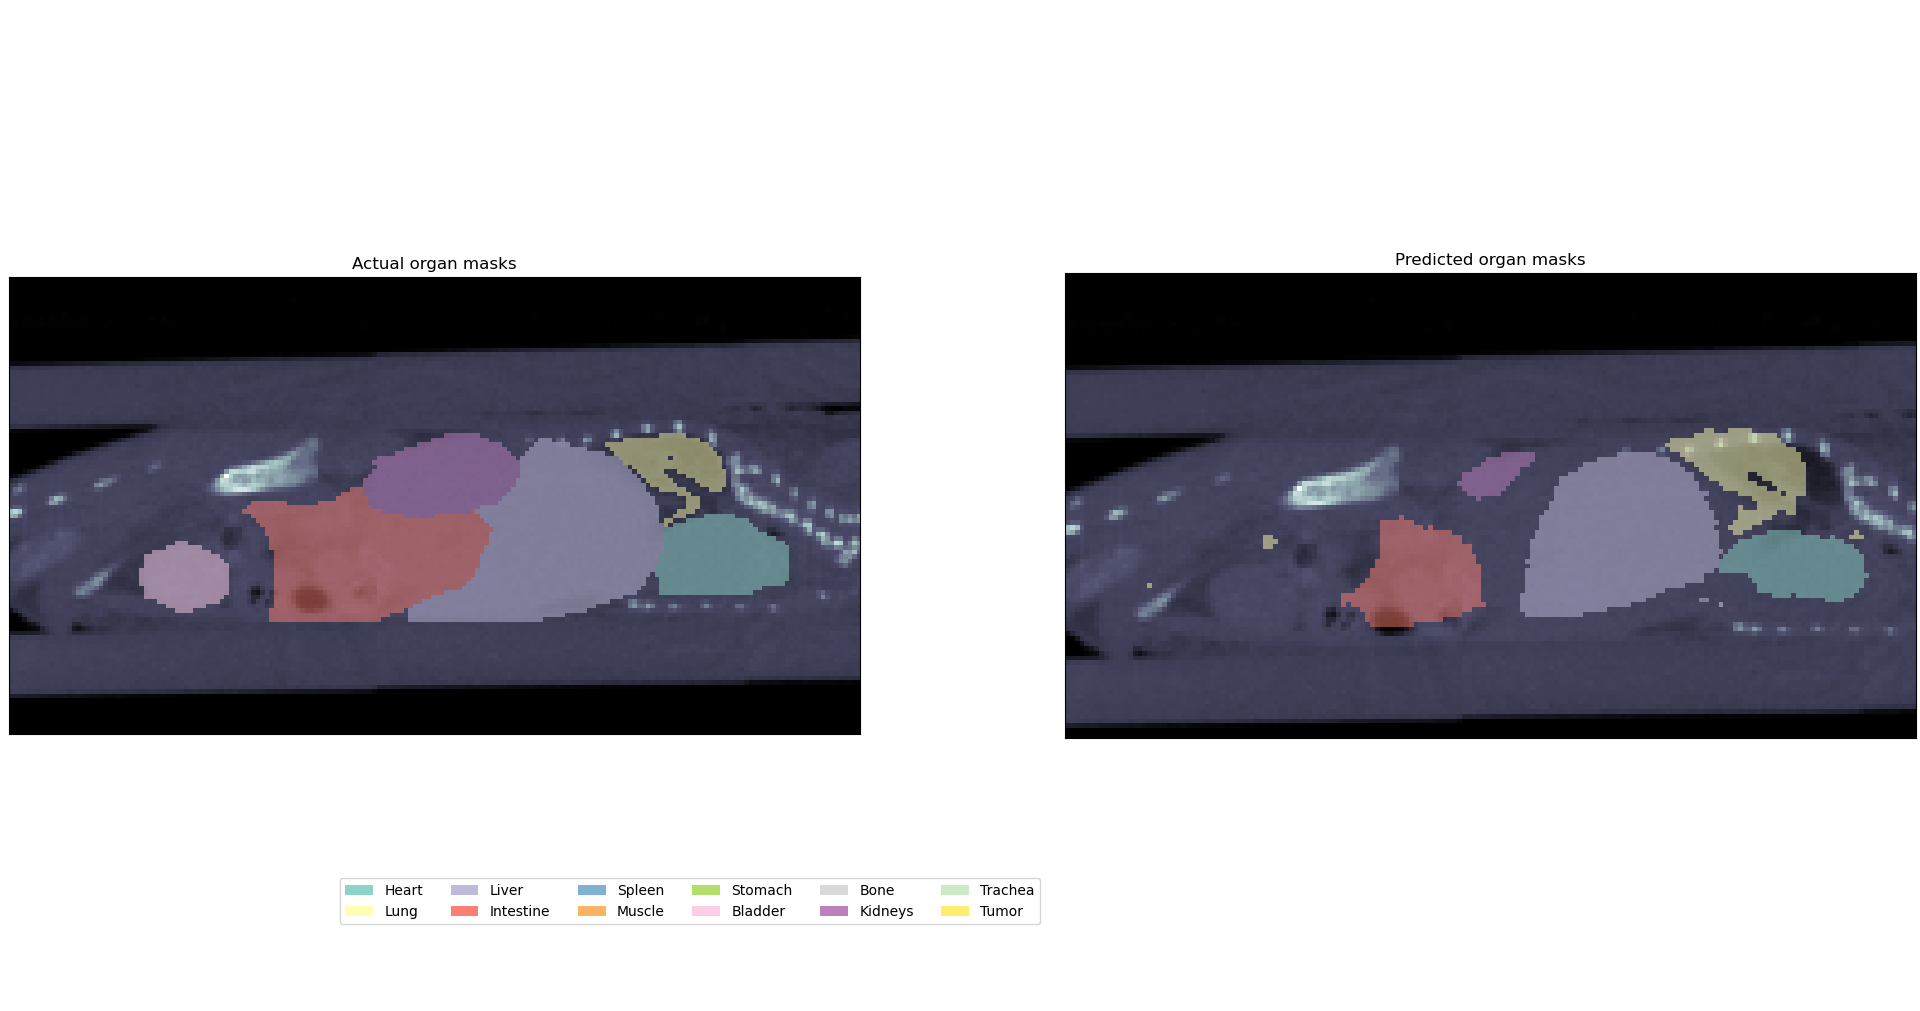 Actual organ masks
Predicted organ masks
Heart Liver Spleen Stomach Bone Trachea
Lung Intestine Muscle Bladder Kidneys Tumor